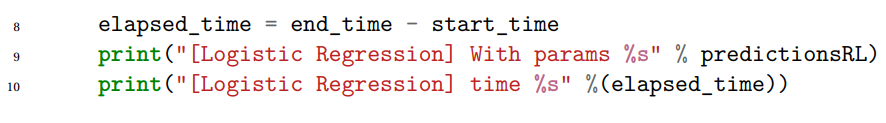 8 elapsed_time = end_time - start_time
9 print("[Logistic Regression] With params %s" % predictionsRL)
10 print("[Logistic Regression] time %s" %(elapsed_time))